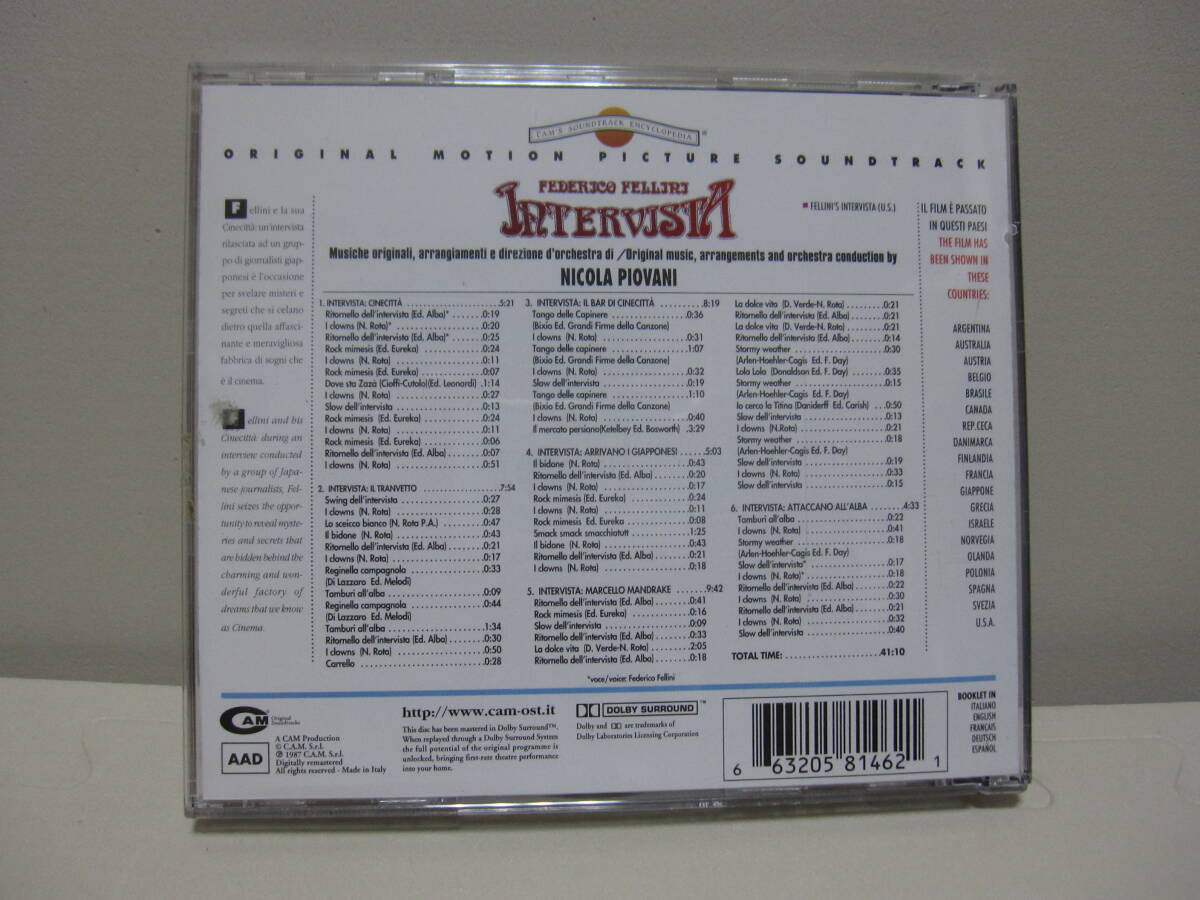 CAM'S SOUNDTRACK ENCYCLOPEDIA ®
ORIGINAL MOTION PICTURE SOUNDTRACK
FEDERICO FELLINI
INTERVISTA
FELLINI'S INTERVISTA (U.S.)
Musiche originali, arrangiamenti e direzione d'orchestra di / Original music, arrangements and orchestra conduction by
NICOLA PIOVANI
Fellini e la sua
Cinecittà: un'intervista
rilasciata ad un grup-
po di giornalisti giap-
ponesi è l'occasione
per svelare misteri e
segreti che si celano
dietro quella affasci-
nante e meravigliosa
fabbrica di sogni che
è il cinema.
Fellini and his
Cinecittà: during an
interview conducted
by a group of Japa-
nese journalists, Fel-
lini seizes the oppor-
tunity to reveal myste-
ries and secrets that
are hidden behind the
charming and won-
derful factory of
dreams that we know
as Cinema.
1. INTERVISTA: CINECITTÀ 5:21
Ritornello dell'intervista (Ed. Alba)* 0:19
I clowns (N. Rota)* 0:20
Ritornello dell'intervista (Ed. Alba)* 0:25
Rock mimesis (Ed. Eureka) 0:24
I clowns (N. Rota) 0:11
Rock mimesis (Ed. Eureka) 0:07
Dove sta Zazà (Cioffi-Cutolo)(Ed. Leonardi) .1:14
I clowns (N. Rota) 0:27
Slow dell'intervista 0:13
Rock mimesis (Ed. Eureka) 0:24
I clowns (N. Rota) 0:11
Rock mimesis (Ed. Eureka) 0:06
Ritornello dell'intervista (Ed. Alba) 0:07
I clowns (N. Rota) 0:51
2. INTERVISTA: IL TRANVETTO 7:54
Swing dell'intervista 0:27
I clowns (N. Rota) 0:28
Lo sceicco bianco (N. Rota P.A.) 0:47
Il bidone (N. Rota) 0:43
Ritornello dell'intervista (Ed. Alba) 0:21
I clowns (N. Rota) 0:17
Reginella campagnola 0:33
(Di Lazzaro Ed. Melodi)
Tamburi all'alba 0:09
Reginella campagnola 0:44
(Di Lazzaro Ed. Melodi)
Tamburi all'alba 1:34
Ritornello dell'intervista (Ed. Alba) 0:30
I clowns (N. Rota) 0:50
Carrello 0:28
3. INTERVISTA: IL BAR DI CINECITTÀ 8:19
Tango delle Capinere 0:36
(Bixio Ed. Grandi Firme della Canzone)
I clowns (N. Rota) 0:31
Tango delle capinere 1:07
(Bixio Ed. Grandi Firme della Canzone)
I clowns (N. Rota) 0:32
Slow dell'intervista 0:19
Tango delle capinere 1:10
(Bixio Ed. Grandi Firme della Canzone)
I clowns (N. Rota) 0:40
Il mercato persiano(Ketelbey Ed. Bosworth) .3:29
4. INTERVISTA: ARRIVANO I GIAPPONESI 5:03
Il bidone (N. Rota) 0:43
Ritornello dell'intervista (Ed. Alba) 0:20
I clowns (N. Rota) 0:17
Rock mimesis (Ed. Eureka) 0:24
I clowns (N. Rota) 0:11
Rock mimesis Ed. Eureka 0:08
Smack smack smacchiatutt 1:25
Il bidone (N. Rota) 0:43
Ritornello dell'intervista (Ed. Alba) 0:21
I clowns (N. Rota) 0:18
5. INTERVISTA: MARCELLO MANDRAKE 9:42
Ritornello dell'intervista (Ed. Alba) 0:41
Rock mimesis (Ed. Eureka) 0:16
Slow dell'intervista 0:09
Ritornello dell'intervista (Ed. Alba) 0:33
La dolce vita (D. Verde-N. Rota) 2:05
Ritornello dell'intervista (Ed. Alba) 0:18
La dolce vita (D. Verde-N. Rota) 0:21
Ritornello dell'intervista (Ed. Alba) 0:21
La dolce vita (D. Verde-N. Rota) 0:21
Ritornello dell'intervista (Ed. Alba) 0:14
Stormy weather 0:30
(Arlen-Hoehler-Cagis Ed. F. Day)
Lola Lola (Donaldson Ed. F. Day) 0:35
Stormy weather 0:15
(Arlen-Hoehler-Cagis Ed. F. Day)
Io cerco la Titina (Daniderff Ed. Carish) 0:50
Slow dell'intervista 0:13
I clowns (N.Rota) 0:21
Stormy weather 0:18
(Arlen-Hoehler-Cagis Ed. F. Day)
Slow dell'intervista 0:19
I clowns (N. Rota) 0:33
Slow dell'intervista 0:15
6. INTERVISTA: ATTACCANO ALL'ALBA 4:33
Tamburi all'alba 0:22
I clowns (N. Rota) 0:41
Stormy weather 0:18
(Arlen-Hoehler-Cagis Ed. F. Day)
Slow dell'intervista* 0:17
I clowns (N. Rota)* 0:18
Ritornello dell'intervista (Ed. Alba) 0:22
I clowns (N. Rota) 0:30
Ritornello dell'intervista (Ed. Alba) 0:21
I clowns (N. Rota) 0:32
Slow dell'intervista 0:40
TOTAL TIME: 41:10
*voce/voice: Federico Fellini
IL FILM È PASSATO
IN QUESTI PAESI
THE FILM HAS
BEEN SHOWN IN
THESE
COUNTRIES:
ARGENTINA
AUSTRALIA
AUSTRIA
BELGIO
BRASILE
CANADA
REP.CECA
DANIMARCA
FINLANDIA
FRANCIA
GIAPPONE
GRECIA
ISRAELE
NORVEGIA
OLANDA
POLONIA
SPAGNA
SVEZIA
U.S.A.
CAM Original Soundtracks
AAD
A CAM Production
© C.A.M. S.r.l.
℗ 1987 C.A.M. S.r.l.
Digitally remastered
All rights reserved - Made in Italy
http://www.cam-ost.it
This disc has been mastered in Dolby Surround™.
When replayed through a Dolby Surround System
the full potential of the original programme is
unlocked, bringing first-rate theatre performance
into your home.
DOLBY SURROUND ™
Dolby and are trademarks of
Dolby Laboratories Licensing Corporation
6 63205 81462 1
BOOKLET IN
ITALIANO
ENGLISH
FRANÇAIS
DEUTSCH
ESPAÑOL